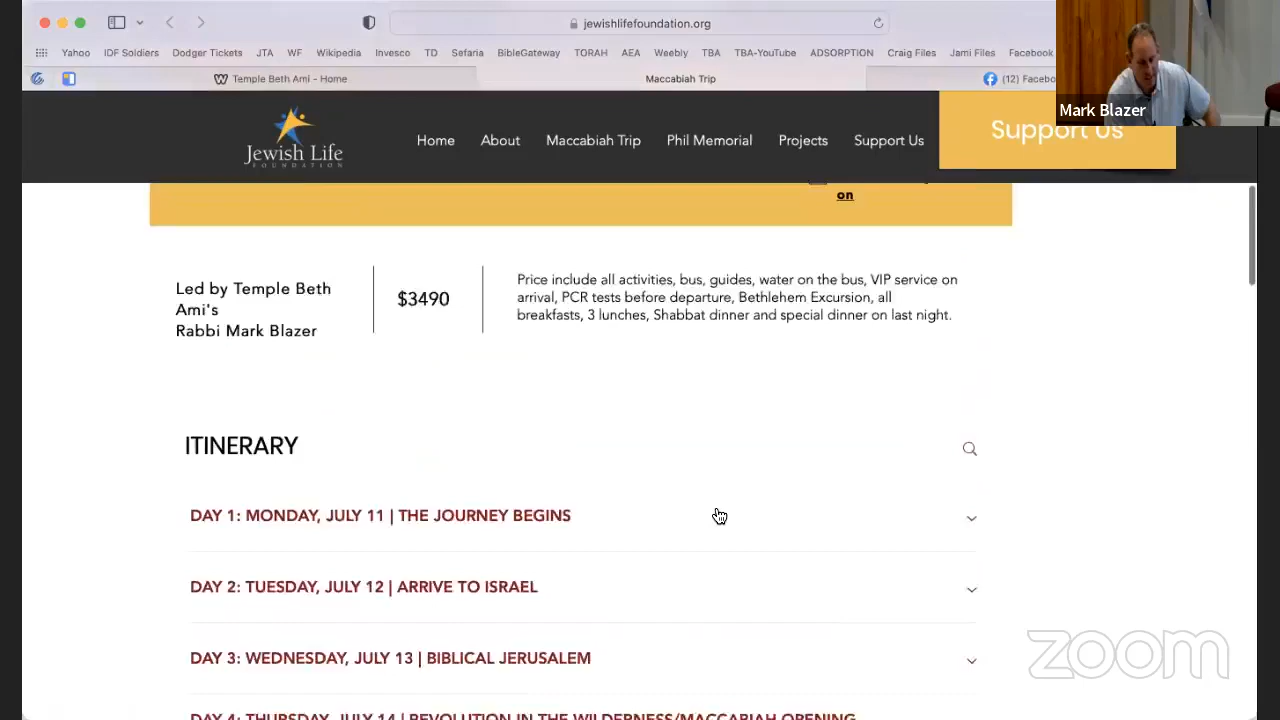 jewishlifefoundation.org
Yahoo IDF Soldiers Dodger Tickets JTA WF Wikipedia Invesco TD Sefaria BibleGateway TORAH AEA Weebly TBA TBA-YouTube ADSORPTION Craig Files Jami Files Facebook
Temple Beth Ami - Home
Maccabiah Trip
(12) Facebo
Mark Blazer
Jewish Life
FOUNDATION
Home About Maccabiah Trip Phil Memorial Projects Support Us
Support Us
on
Led by Temple Beth
Ami's
Rabbi Mark Blazer
$3490
Price include all activities, bus, guides, water on the bus, VIP service on
arrival, PCR tests before departure, Bethlehem Excursion, all
breakfasts, 3 lunches, Shabbat dinner and special dinner on last night.
ITINERARY
DAY 1: MONDAY, JULY 11 | THE JOURNEY BEGINS
DAY 2: TUESDAY, JULY 12 | ARRIVE TO ISRAEL
DAY 3: WEDNESDAY, JULY 13 | BIBLICAL JERUSALEM
DAY 4: THURSDAY, JULY 14 | REVOLUTION IN THE WILDERNESS/MACCABIAH OPENING
zoom